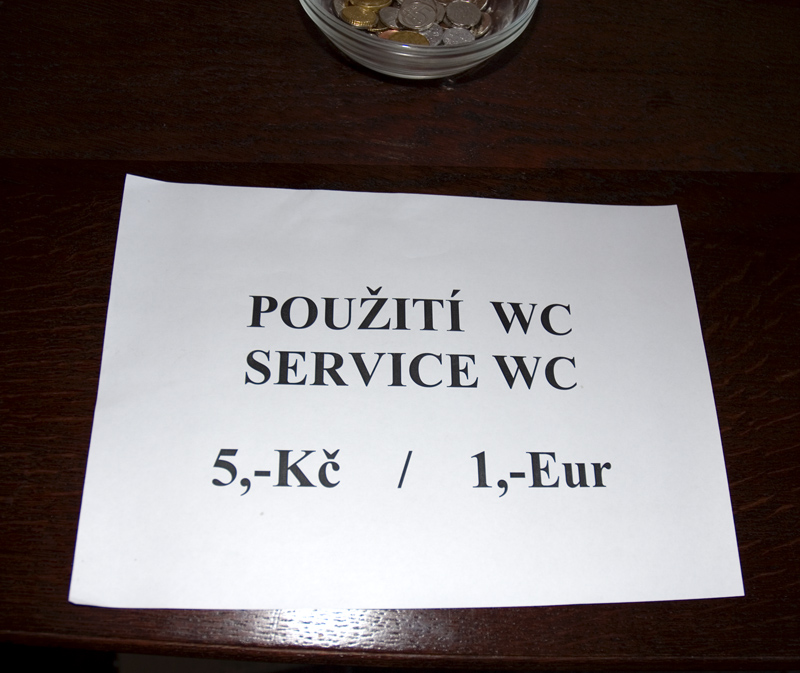 POUŽITÍ WC
SERVICE WC
5,-Kč / 1,-Eur